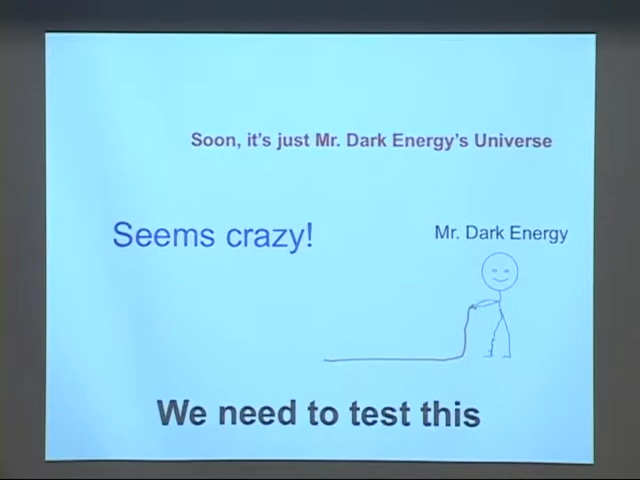 Soon, it's just Mr. Dark Energy's Universe
Seems crazy!
Mr. Dark Energy
We need to test this